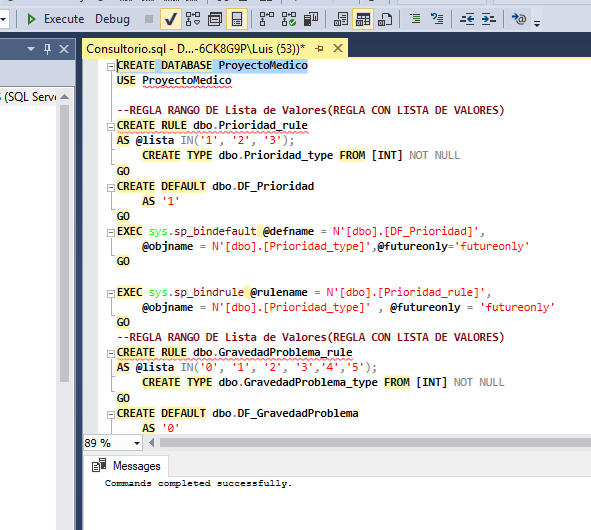 Execute Debug
Consultorio.sql - D...-6CK8G9P\Luis (53))*
(SQL Serve
CREATE DATABASE ProyectoMedico
USE ProyectoMedico
--REGLA RANGO DE Lista de Valores(REGLA CON LISTA DE VALORES)
CREATE RULE dbo.Prioridad_rule
AS @lista IN('1', '2', '3');
CREATE TYPE dbo.Prioridad_type FROM [INT] NOT NULL
GO
CREATE DEFAULT dbo.DF_Prioridad
AS '1'
GO
EXEC sys.sp_bindefault @defname = N'[dbo].[DF_Prioridad]',
@objname = N'[dbo].[Prioridad_type]',@futureonly='futureonly'
GO
EXEC sys.sp_bindrule @rulename = N'[dbo].[Prioridad_rule]',
@objname = N'[dbo].[Prioridad_type]' , @futureonly = 'futureonly'
GO
--REGLA RANGO DE Lista de Valores(REGLA CON LISTA DE VALORES)
CREATE RULE dbo.GravedadProblema_rule
AS @lista IN('0', '1', '2', '3','4','5');
CREATE TYPE dbo.GravedadProblema_type FROM [INT] NOT NULL
GO
CREATE DEFAULT dbo.DF_GravedadProblema
AS '0'
89 %
Messages
Commands completed successfully.